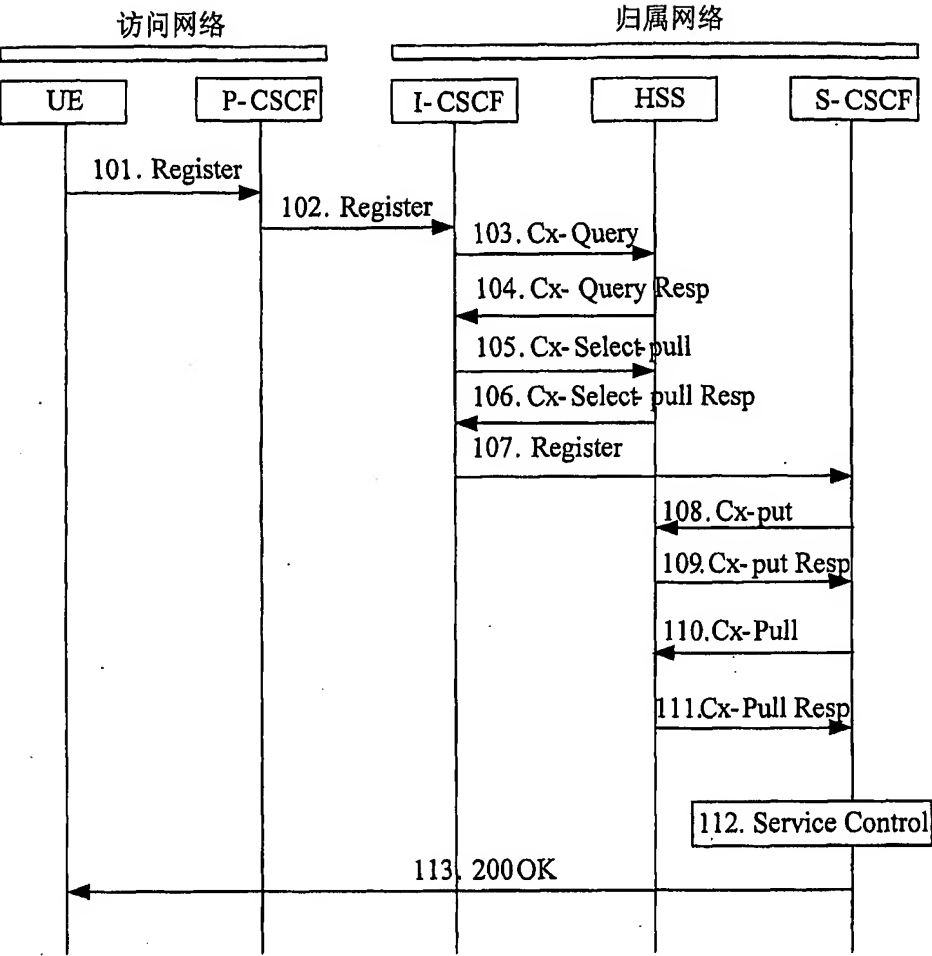 访问网络
归属网络
UE
P-CSCF
I-CSCF
HSS
S-CSCF
101. Register
102. Register
103. Cx-Query
104. Cx- Query Resp
105. Cx-Select-pull
106. Cx-Select-pull Resp
107. Register
108. Cx-put
109. Cx-put Resp
110.Cx-Pull
111.Cx-Pull Resp
112. Service Control
113. 200OK